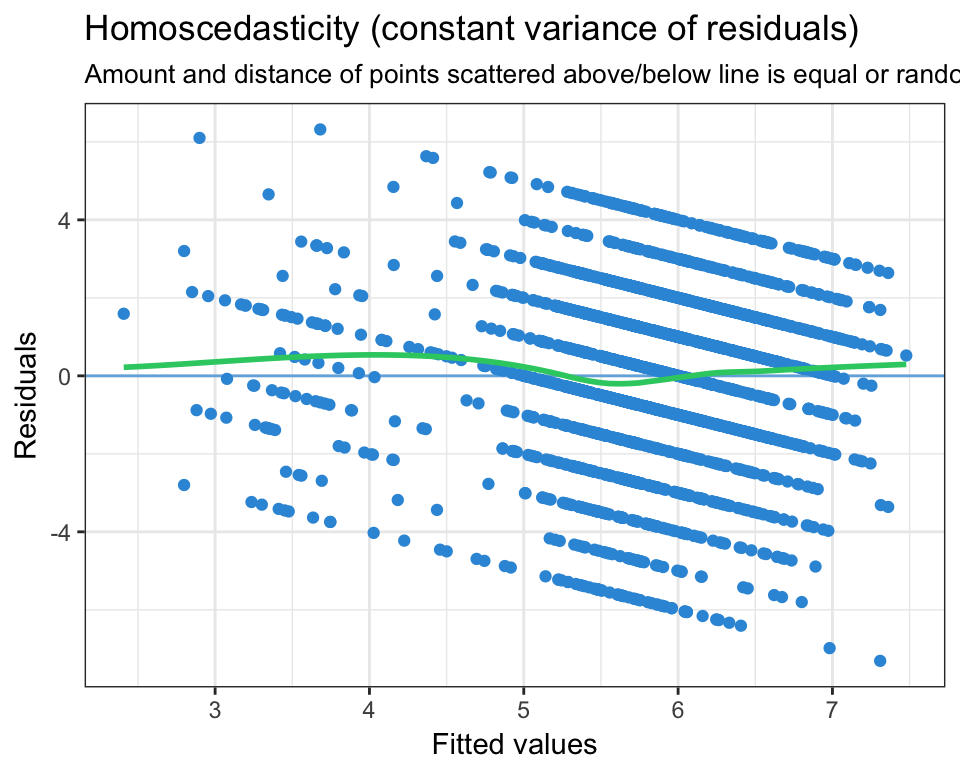 Homoscedasticity (constant variance of residuals)
Amount and distance of points scattered above/below line is equal or rando
Residuals
4
0
-4
3
4
5
6
7
Fitted values